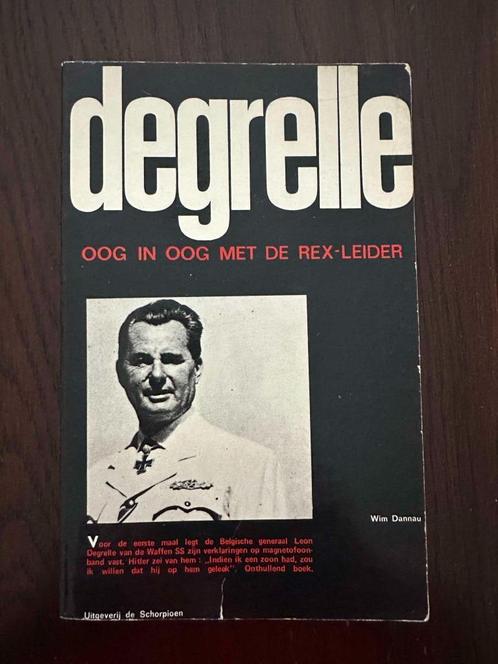 degrelle
OOG IN OOG MET DE REX-LEIDER
Wim Dannau
Voor de eerste maal legt de Belgische generaal Leon
Degrelle van de Waffen SS zijn verklaringen op magnetofoon-
band vast. Hitler zei van hem : „Indien ik een zoon had, zou
ik willen dat hij op hem geleek". Onthullend boek.
Uitgeverij de Schorpioen